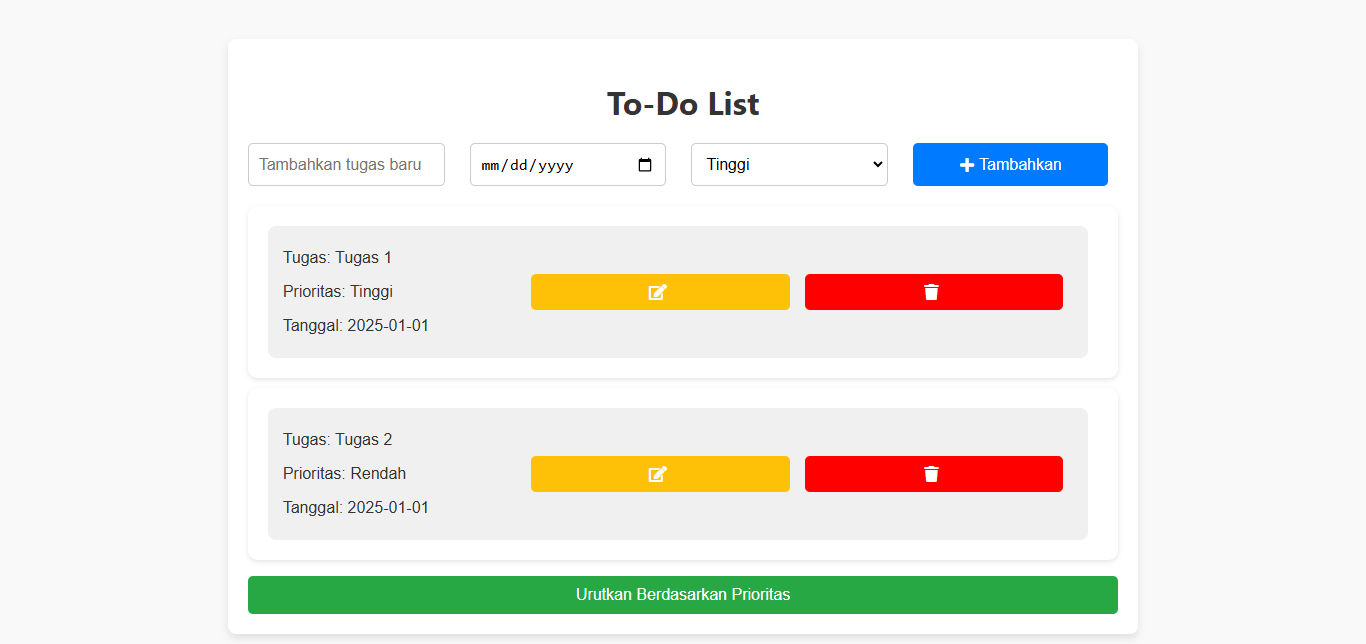 To-Do List
Tambahkan tugas baru
mm/dd/yyyy
Tinggi
Tambahkan
Tugas: Tugas 1
Prioritas: Tinggi
Tanggal: 2025-01-01
Tugas: Tugas 2
Prioritas: Rendah
Tanggal: 2025-01-01
Urutkan Berdasarkan Prioritas